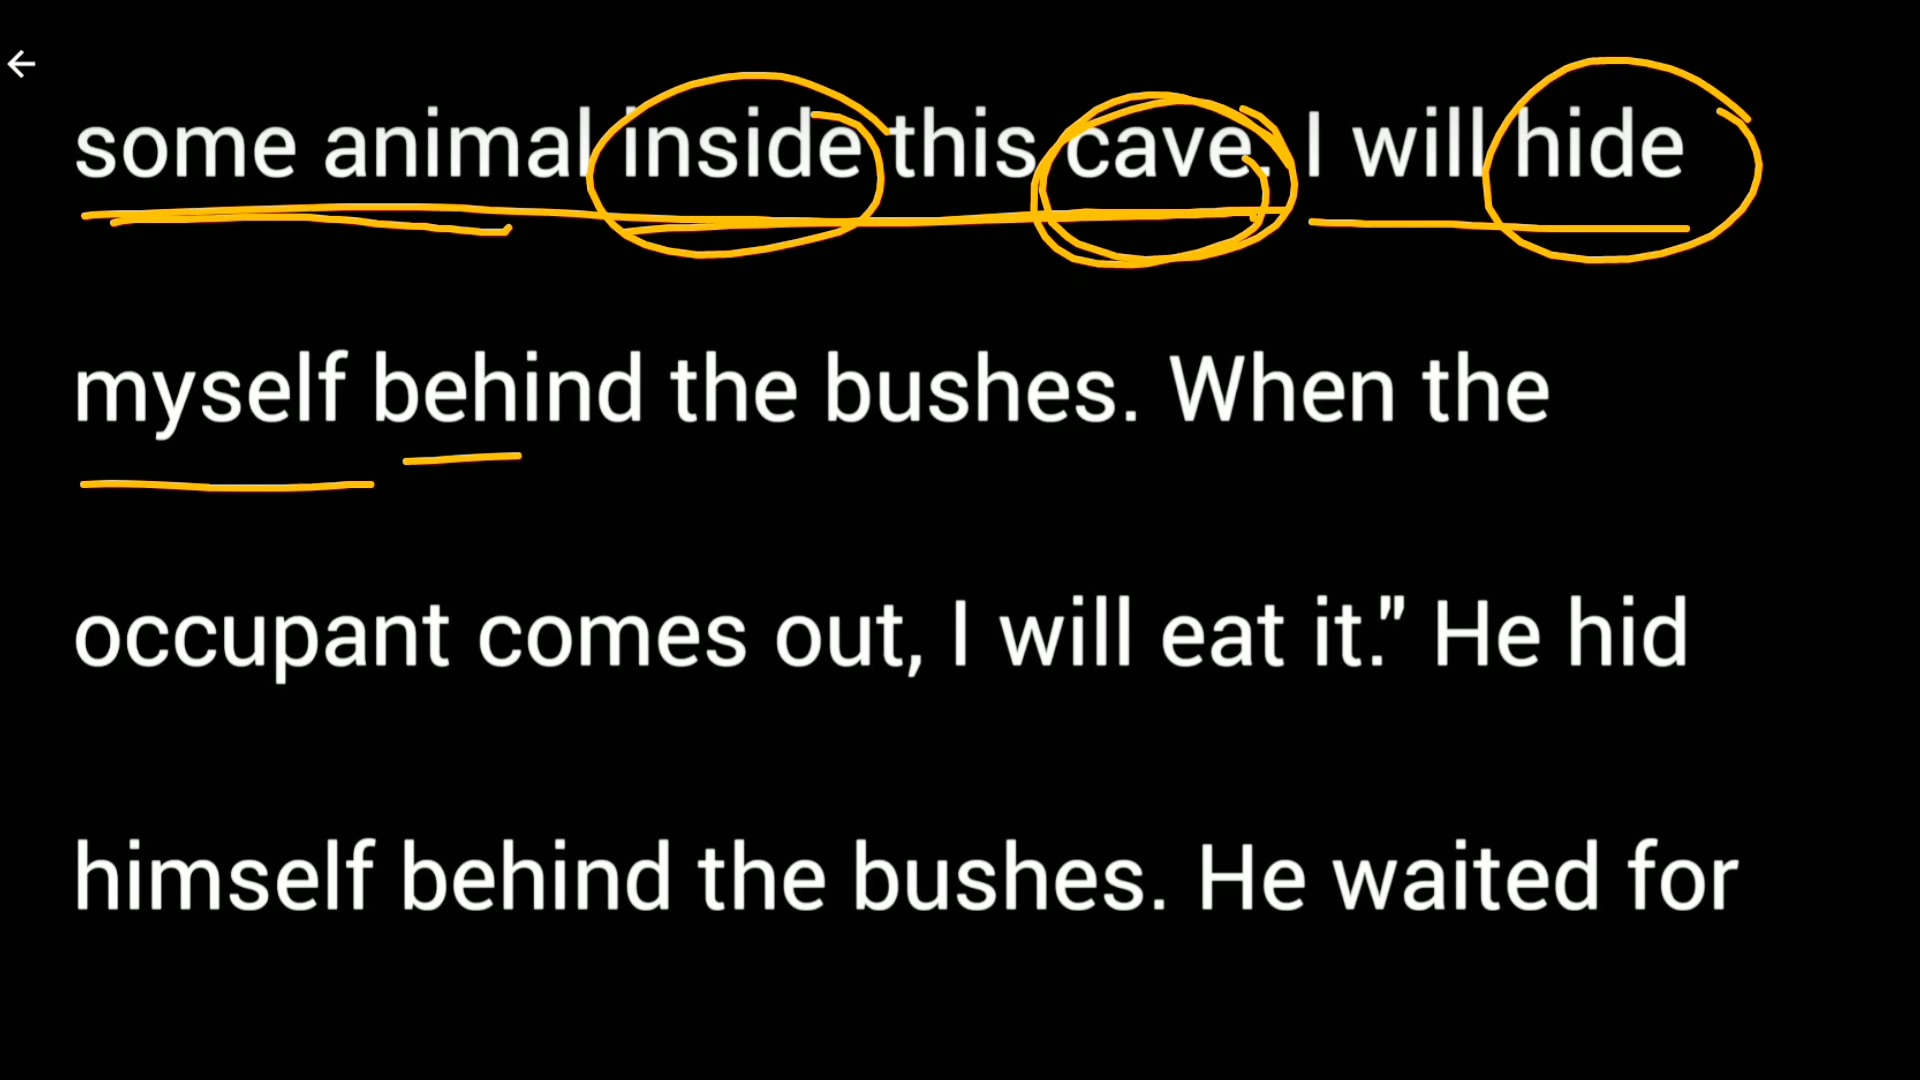 some animal inside this cave. I will hide
myself behind the bushes. When the
occupant comes out, I will eat it." He hid
himself behind the bushes. He waited for